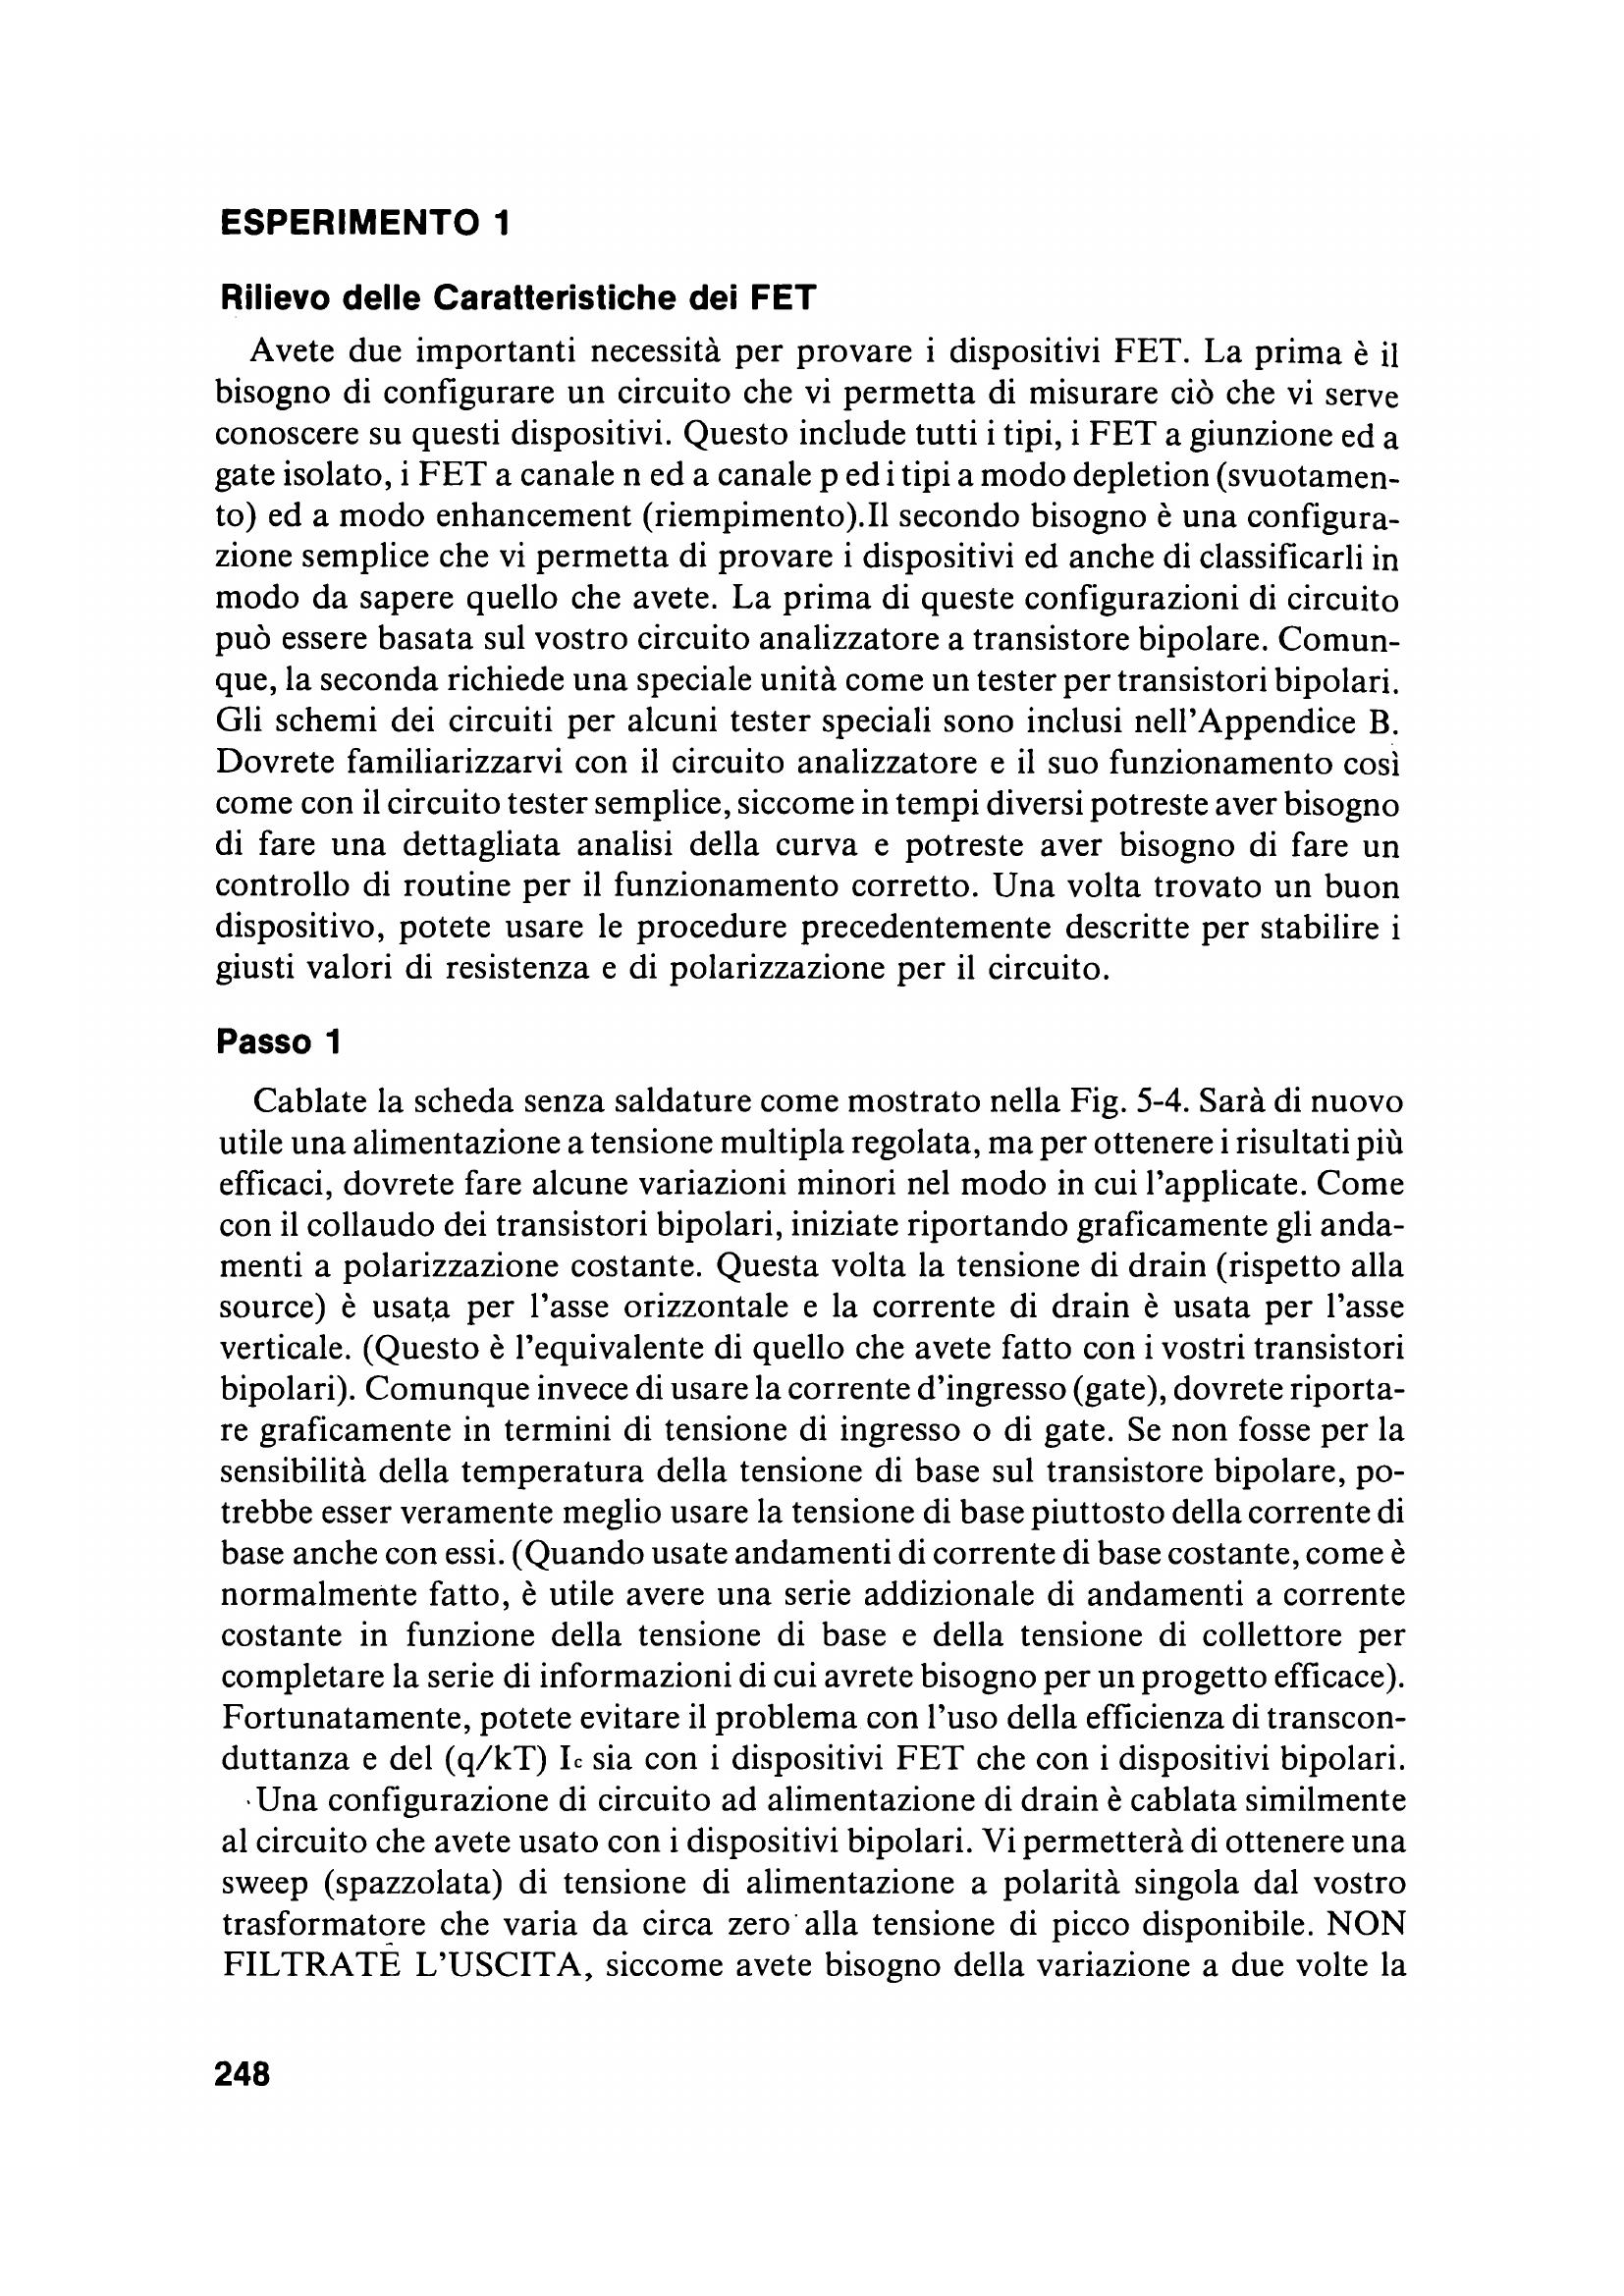 ESPERIMENTO 1
Rilievo delle Caratteristiche dei FET
Avete due importanti necessità per provare i dispositivi FET. La prima è il
bisogno di configurare un circuito che vi permetta di misurare ciò che vi serve
conoscere su questi dispositivi. Questo include tutti i tipi, i FET a giunzione ed a
gate isolato, i FET a canale n ed a canale p ed i tipi a modo depletion (svuotamen-
to) ed a modo enhancement (riempimento).Il secondo bisogno è una configura-
zione semplice che vi permetta di provare i dispositivi ed anche di classificarli in
modo da sapere quello che avete. La prima di queste configurazioni di circuito
può essere basata sul vostro circuito analizzatore a transistore bipolare. Comun-
que, la seconda richiede una speciale unità come un tester per transistori bipolari.
Gli schemi dei circuiti per alcuni tester speciali sono inclusi nell'Appendice B.
Dovrete familiarizzarvi con il circuito analizzatore e il suo funzionamento così
come con il circuito tester semplice, siccome in tempi diversi potreste aver bisogno
di fare una dettagliata analisi della curva e potreste aver bisogno di fare un
controllo di routine per il funzionamento corretto. Una volta trovato un buon
dispositivo, potete usare le procedure precedentemente descritte per stabilire i
giusti valori di resistenza e di polarizzazione per il circuito.
Passo 1
Cablate la scheda senza saldature come mostrato nella Fig. 5-4. Sarà di nuovo
utile una alimentazione a tensione multipla regolata, ma per ottenere i risultati più
efficaci, dovrete fare alcune variazioni minori nel modo in cui l'applicate. Come
con il collaudo dei transistori bipolari, iniziate riportando graficamente gli anda-
menti a polarizzazione costante. Questa volta la tensione di drain (rispetto alla
source) è usata per l'asse orizzontale e la corrente di drain è usata per l'asse
verticale. (Questo è l'equivalente di quello che avete fatto con i vostri transistori
bipolari). Comunque invece di usare la corrente d'ingresso (gate), dovrete riporta-
re graficamente in termini di tensione di ingresso o di gate. Se non fosse per la
sensibilità della temperatura della tensione di base sul transistore bipolare, po-
trebbe esser veramente meglio usare la tensione di base piuttosto della corrente di
base anche con essi. (Quando usate andamenti di corrente di base costante, come è
normalmente fatto, è utile avere una serie addizionale di andamenti a corrente
costante in funzione della tensione di base e della tensione di collettore per
completare la serie di informazioni di cui avrete bisogno per un progetto efficace).
Fortunatamente, potete evitare il problema con l'uso della efficienza di transcon-
duttanza e del (q/kT) Ic sia con i dispositivi FET che con i dispositivi bipolari.
Una configurazione di circuito ad alimentazione di drain è cablata similmente
al circuito che avete usato con i dispositivi bipolari. Vi permetterà di ottenere una
sweep (spazzolata) di tensione di alimentazione a polarità singola dal vostro
trasformatore che varia da circa zero alla tensione di picco disponibile. NON
FILTRATE L'USCITA, siccome avete bisogno della variazione a due volte la
248